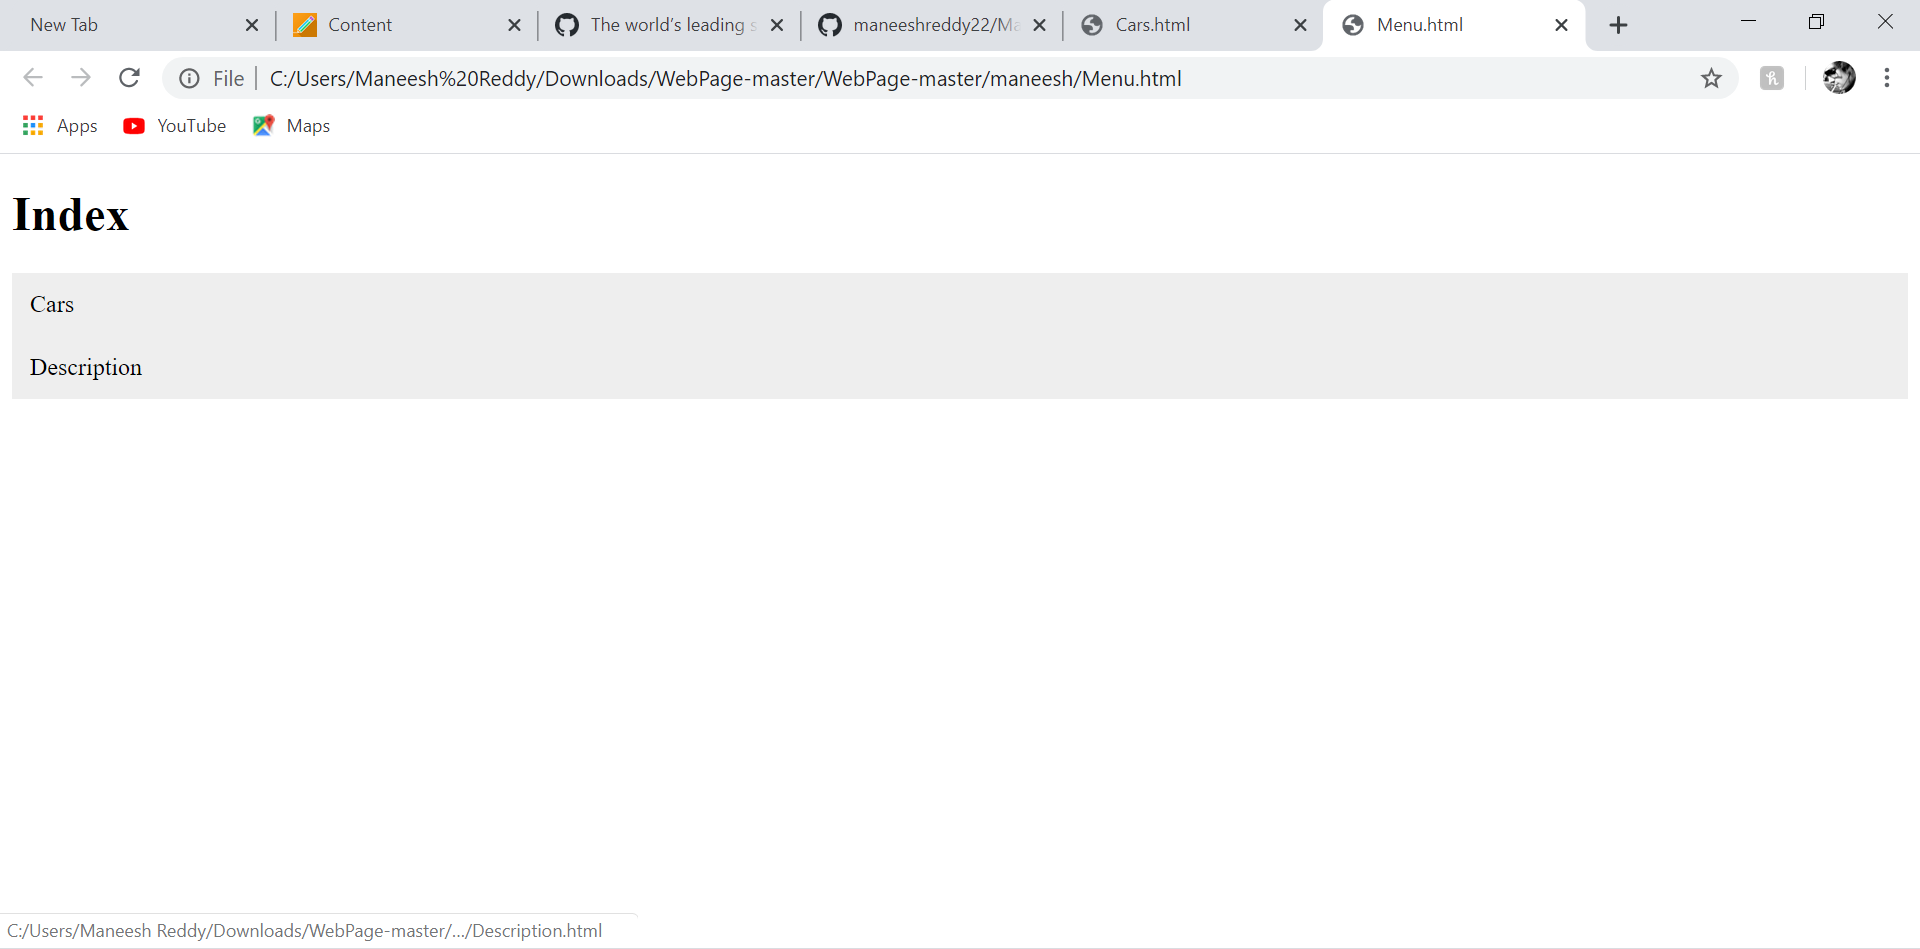 New Tab
Content
The world's leading s
maneeshreddy22/Ma
Cars.html
Menu.html
File
C:/Users/Maneesh%20Reddy/Downloads/WebPage-master/WebPage-master/maneesh/Menu.html
Apps
YouTube
Maps
Index
Cars
Description
C:/Users/Maneesh Reddy/Downloads/WebPage-master/.../Description.html